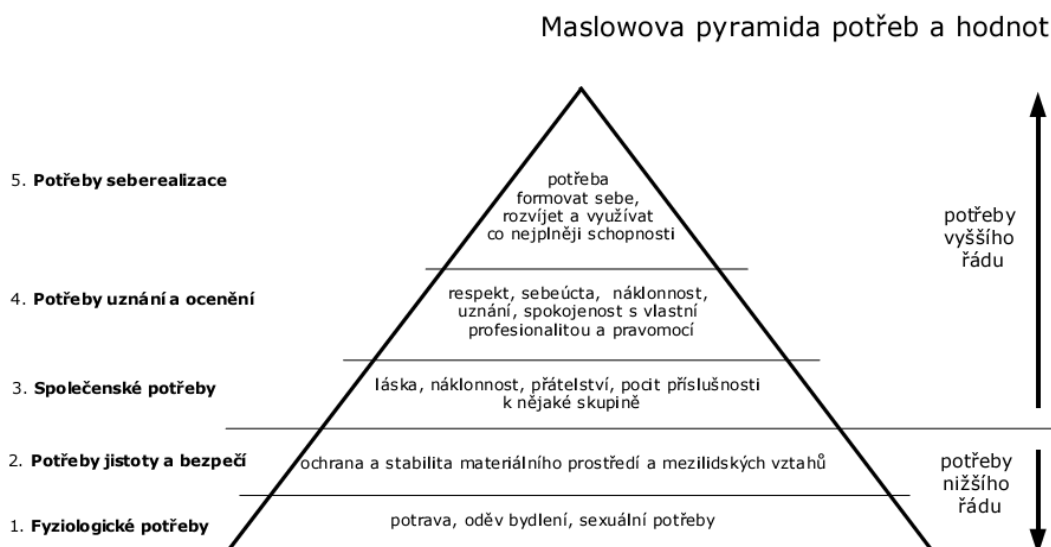 Maslowova pyramida potřeb a hodnot
5. Potřeby seberealizace
potřeba
formovat sebe,
rozvíjet a využívat
co nejplněji schopnosti
potřeby
vyššího
řádu
4. Potřeby uznání a ocenění
respekt, sebeúcta, náklonnost,
uznání, spokojenost s vlastní
profesionalitou a pravomocí
3. Společenské potřeby
láska, náklonnost, přátelství, pocit příslušnosti
k nějaké skupině
2. Potřeby jistoty a bezpečí
ochrana a stabilita materiálního prostředí a mezilidských vztahů
potřeby
nižšího
řádu
1. Fyziologické potřeby
potrava, oděv bydlení, sexuální potřeby